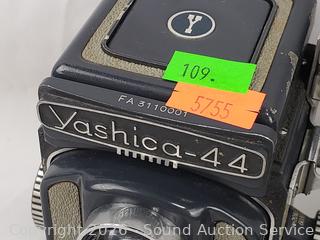 Y
109.
5755
FA 3110001
Yashica-44
Copyright 2026 - Sound Auction Service